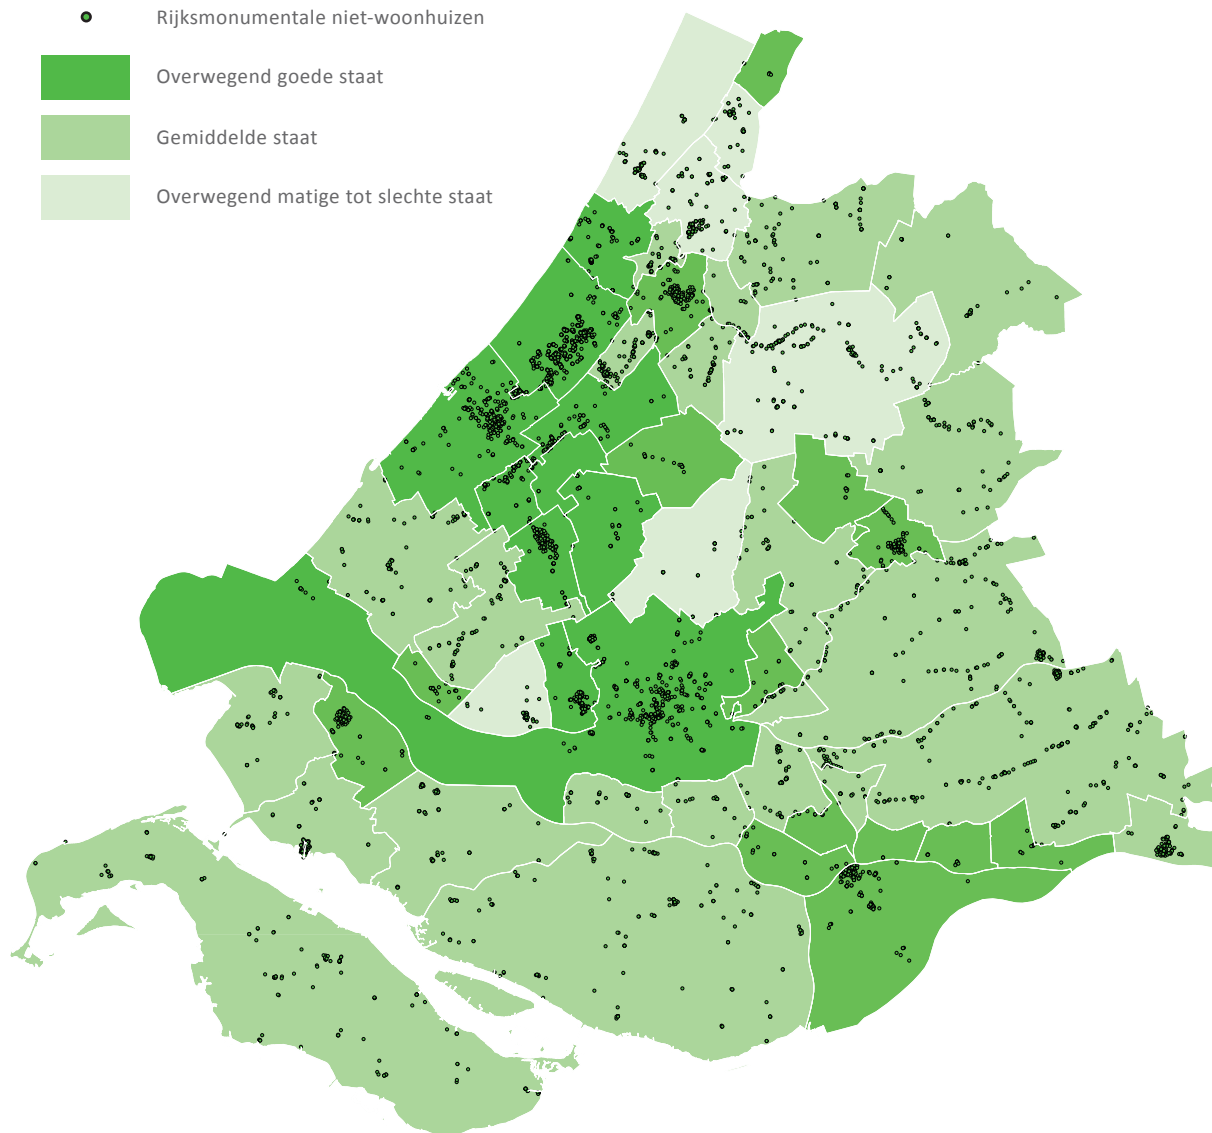 Rijksmonumentale niet-woonhuizen
Overwegend goede staat
Gemiddelde staat
Overwegend matige tot slechte staat